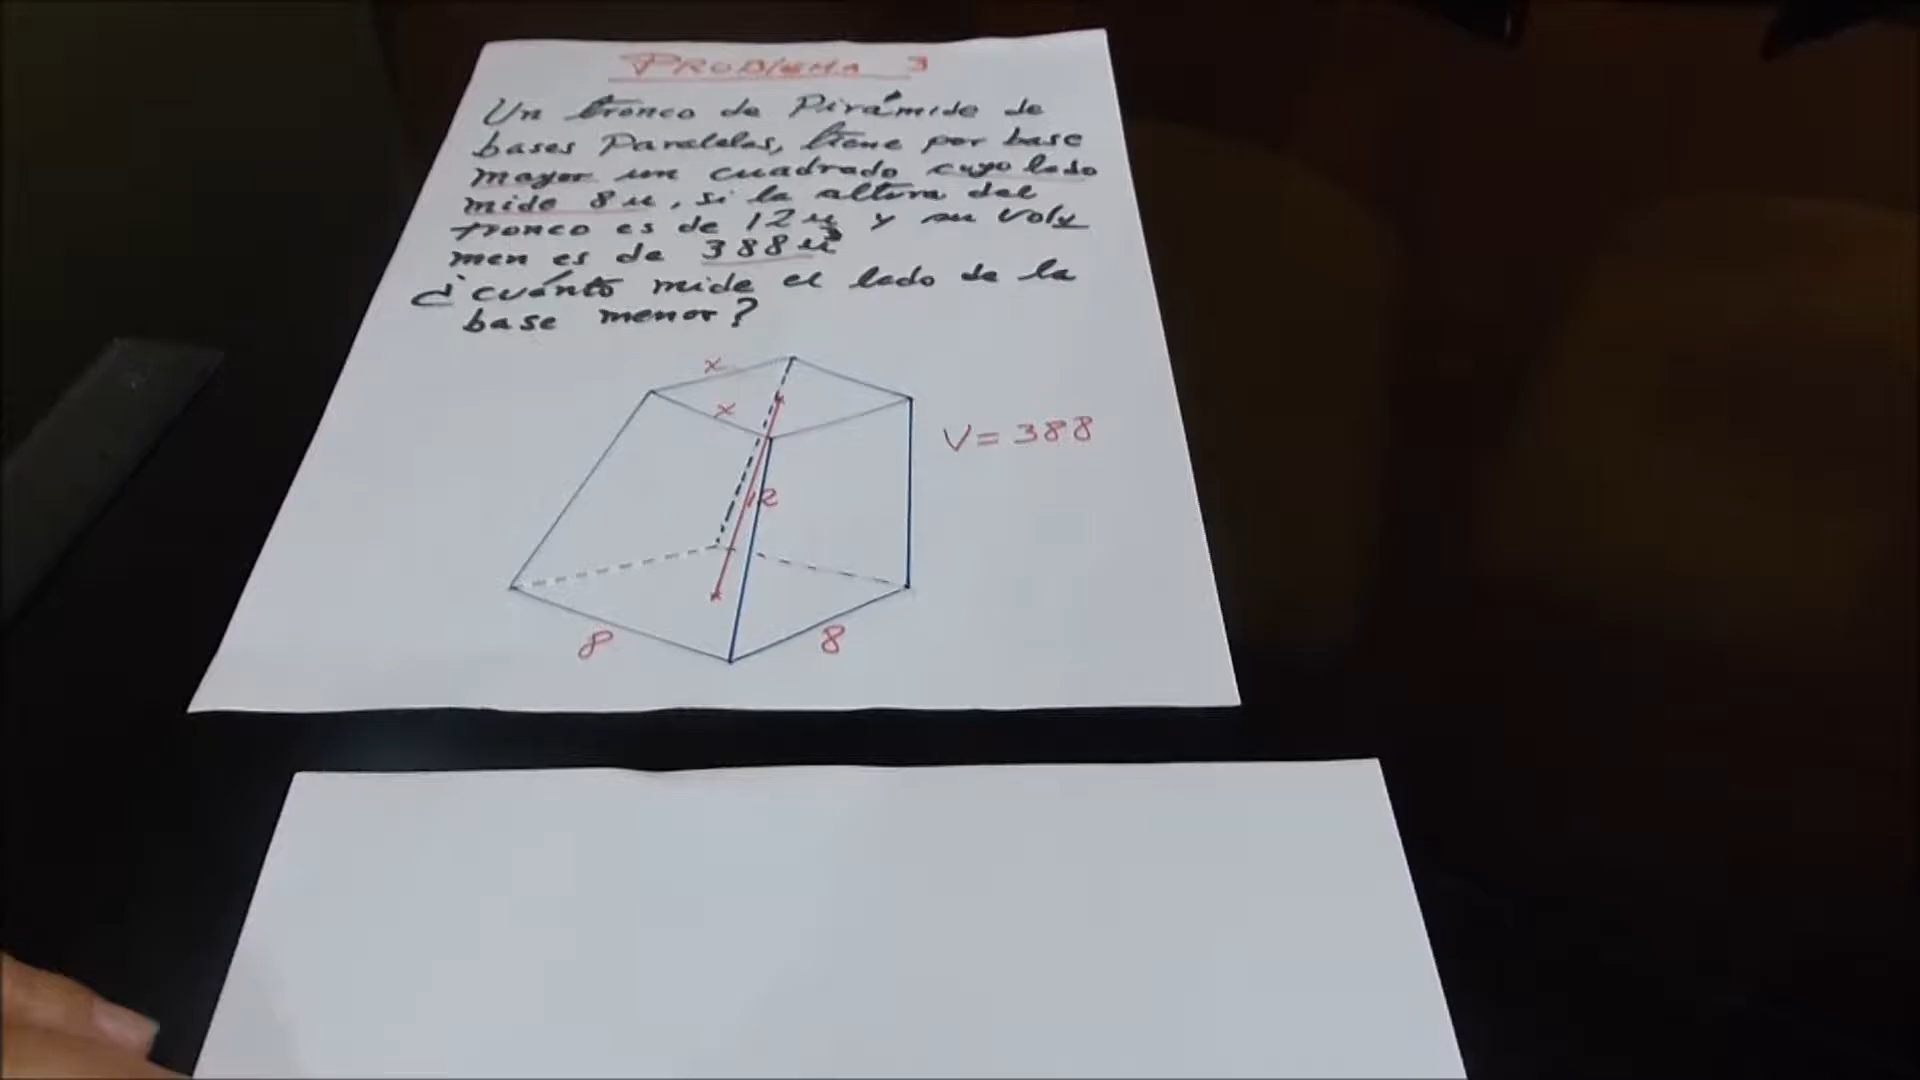 PROBLEMA 3
Un tronco de Pirámide de
bases Paralelas, tiene por base
mayor un cuadrado cuyo lado
mide 8u, si la altura del
tronco es de 12u y su volu
men es de 388u³
¿cuánto mide el lado de la
base menor?
x
x
V = 388
12
8
8